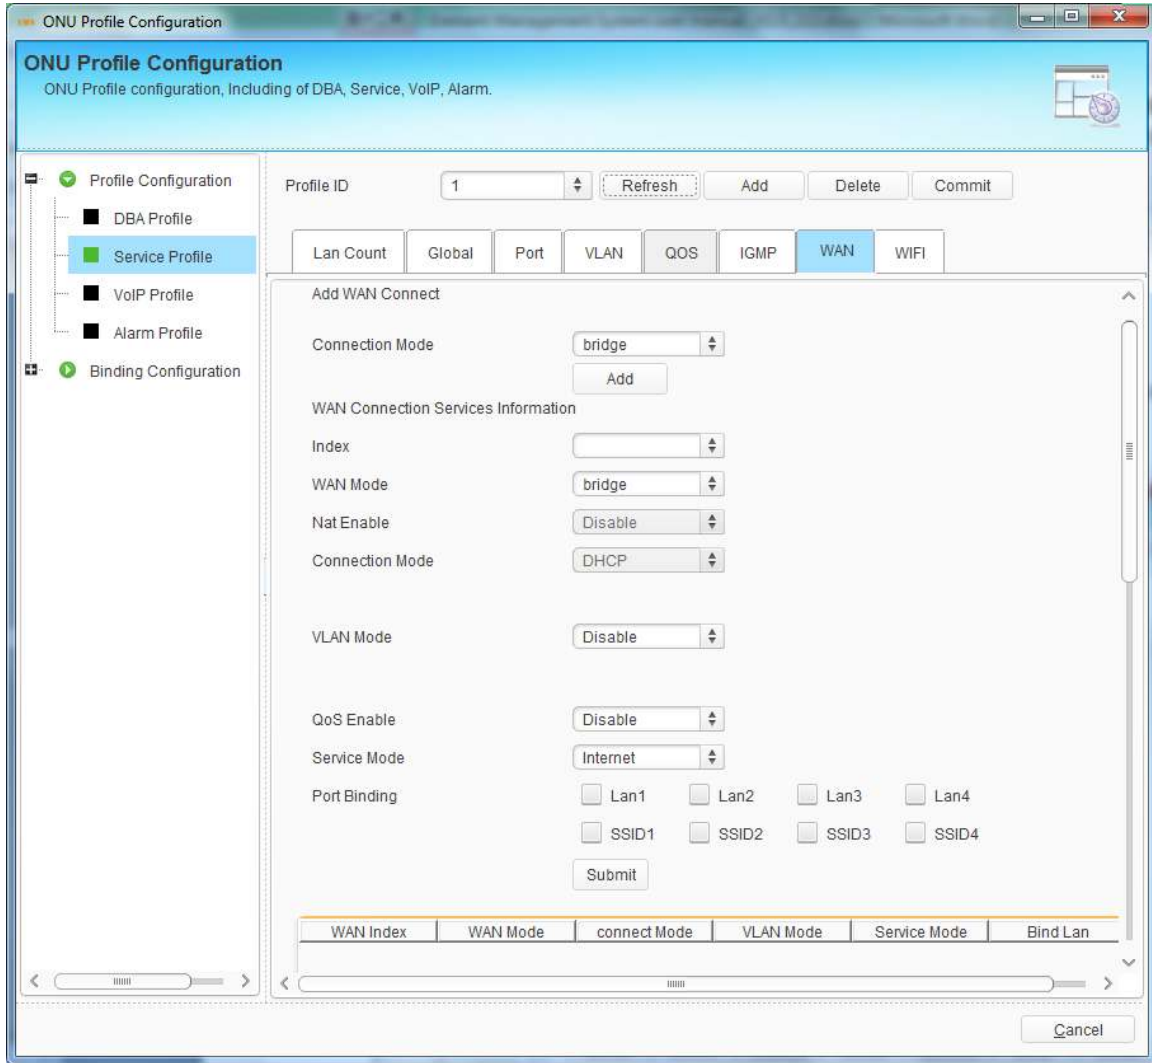 ONU Profile Configuration
ONU Profile Configuration
ONU Profile configuration, Including of DBA, Service, VoIP, Alarm.
Profile Configuration
DBA Profile
Service Profile
VoIP Profile
Alarm Profile
Binding Configuration
Profile ID 1 Refresh Add Delete Commit
Lan Count Global Port VLAN QOS IGMP WAN WIFI
Add WAN Connect
Connection Mode bridge
Add
WAN Connection Services Information
Index
WAN Mode bridge
Nat Enable Disable
Connection Mode DHCP
VLAN Mode Disable
QoS Enable Disable
Service Mode Internet
Port Binding Lan1 Lan2 Lan3 Lan4
SSID1 SSID2 SSID3 SSID4
Submit
WAN Index WAN Mode connect Mode VLAN Mode Service Mode Bind Lan
Cancel